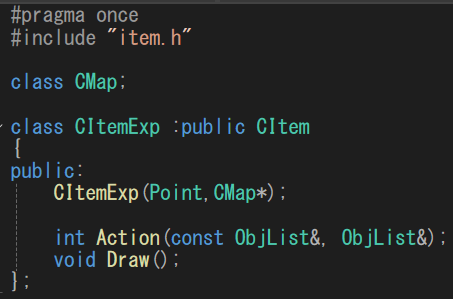 #pragma once
#include "item.h"
class CMap;
class CItemExp :public CItem
{
public:
CItemExp(Point,CMap*);
int Action(const ObjList&, ObjList&);
void Draw();
};